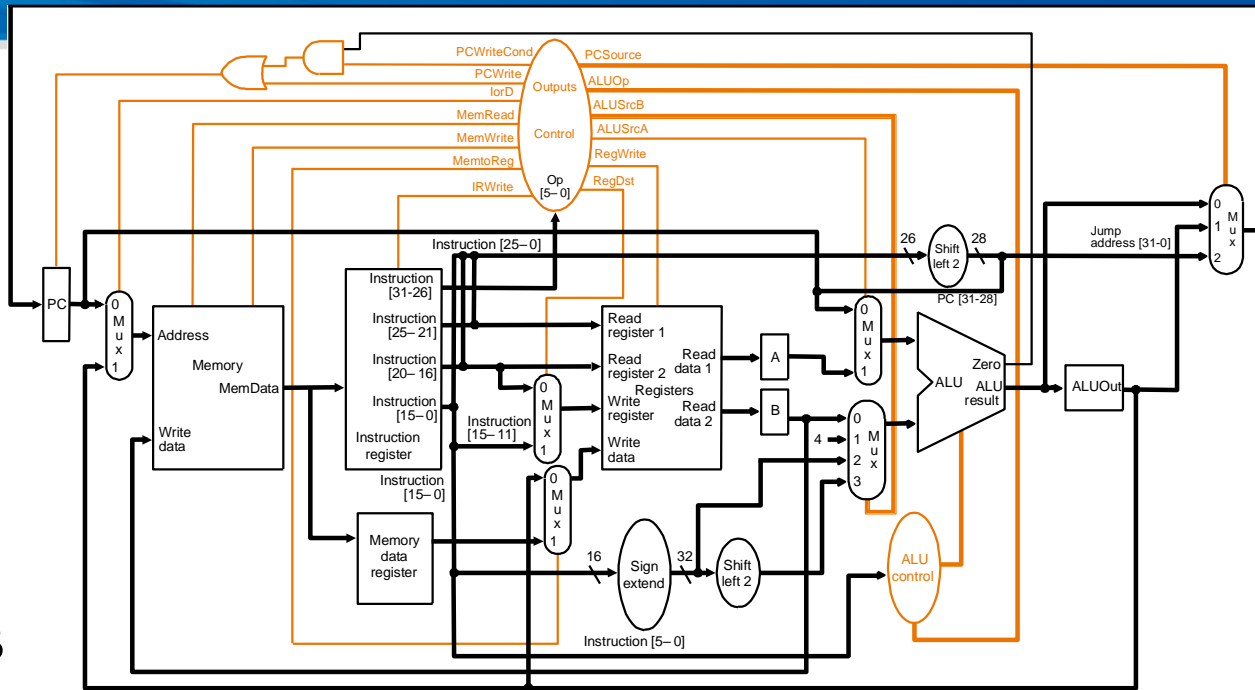 PCWriteCond
PCSource
PCWrite
ALUOp
IorD
Outputs
ALUSrcB
MemRead
ALUSrcA
MemWrite
Control
RegWrite
MemtoReg
Op
[5–0]
RegDst
IRWrite
0
M
u
x
1
2
Jump
address [31-0]
Instruction [25–0]
26
Shift
left 2
28
PC [31-28]
PC
0
M
u
x
1
Address
Memory
MemData
Write
data
Instruction
[31-26]
Instruction
[25–21]
Instruction
[20–16]
Instruction
[15–0]
Instruction
register
Instruction
[15–0]
Instruction
[15–11]
0
M
u
x
1
Read
register 1
Read
register 2
Registers
Write
register
Write
data
Read
data 1
Read
data 2
A
B
0
M
u
x
1
4
0
1
2
3
M
u
x
Zero
ALU
ALU
result
ALUOut
0
M
u
x
1
Memory
data
register
16
Sign
extend
32
Shift
left 2
ALU
control
Instruction [5–0]